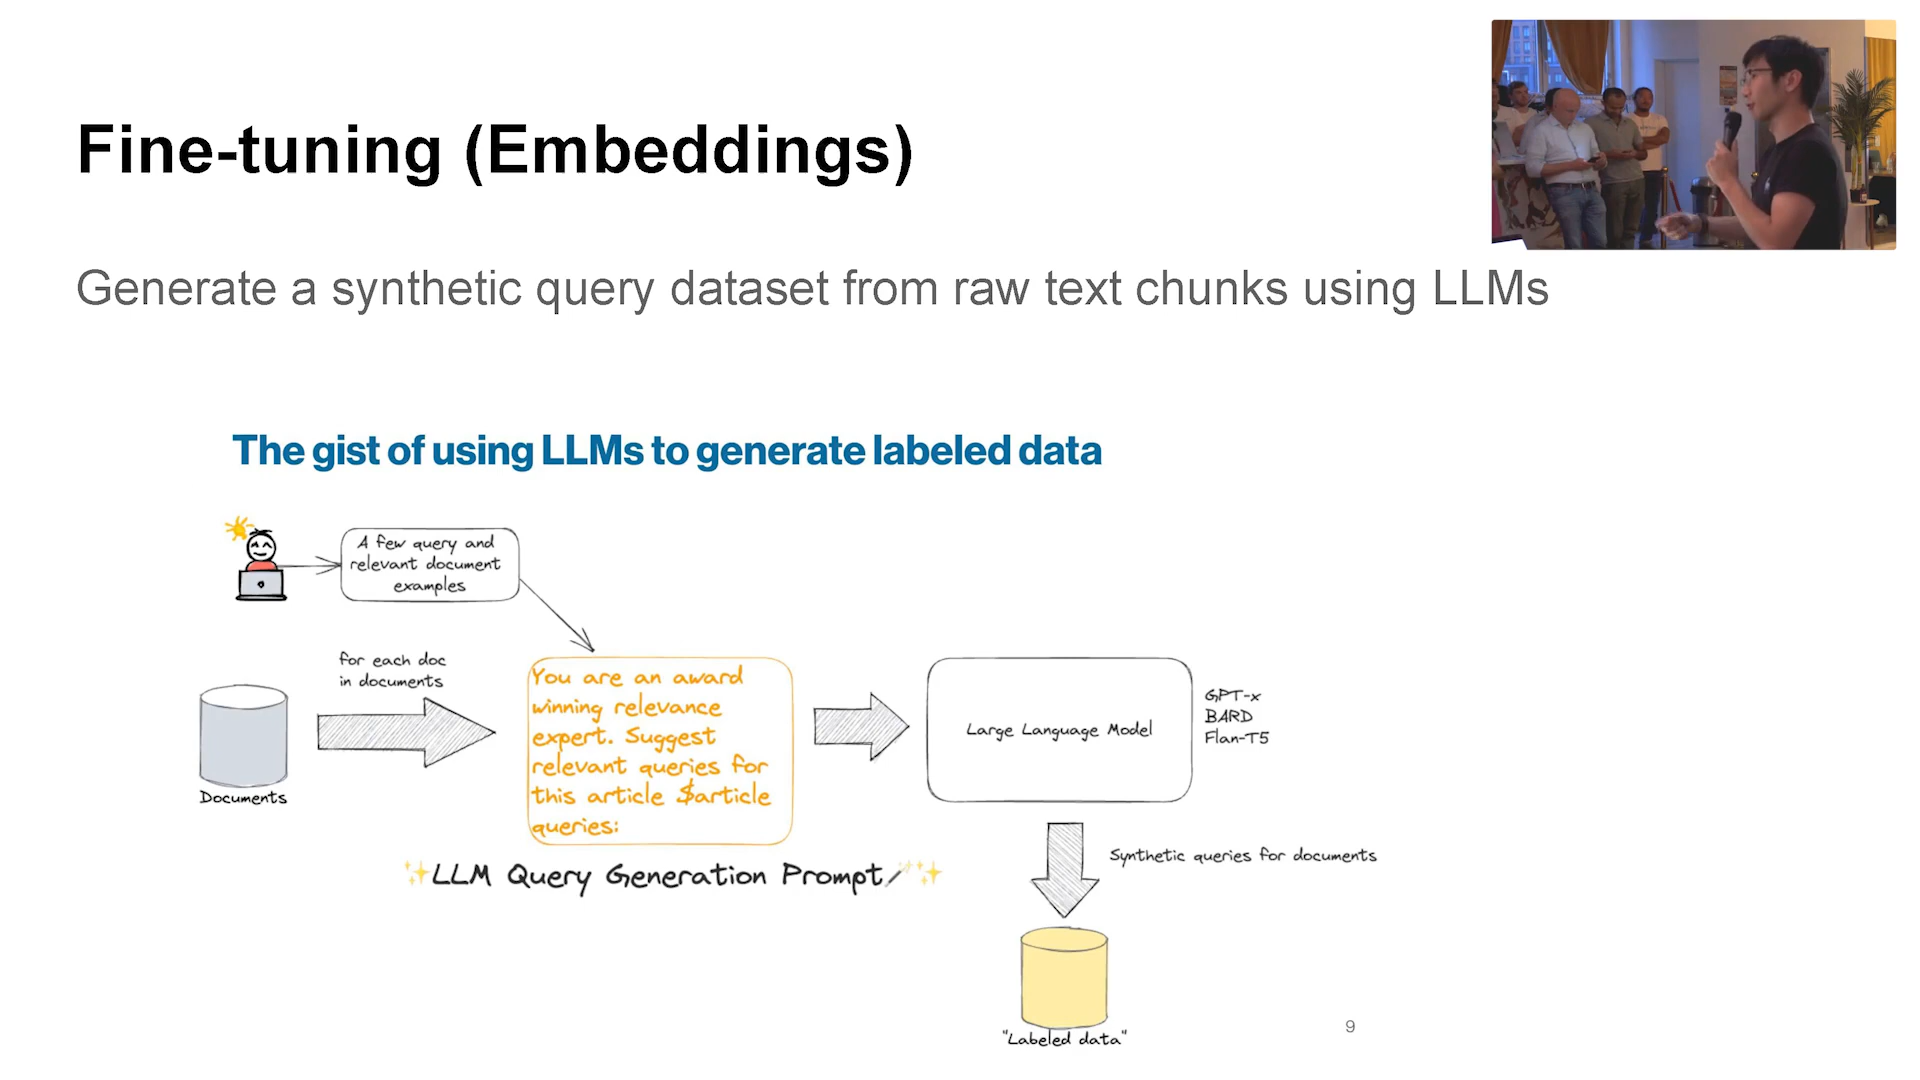 Fine-tuning (Embeddings)
Generate a synthetic query dataset from raw text chunks using LLMs
The gist of using LLMs to generate labeled data
A few query and
relevant document
examples
for each doc
in documents
Documents
You are an award
winning relevance
expert. Suggest
relevant queries for
this article $article
queries:
LLM Query Generation Prompt
Large Language Model
GPT-x
BARD
Flan-T5
Synthetic queries for documents
"Labeled data"
9